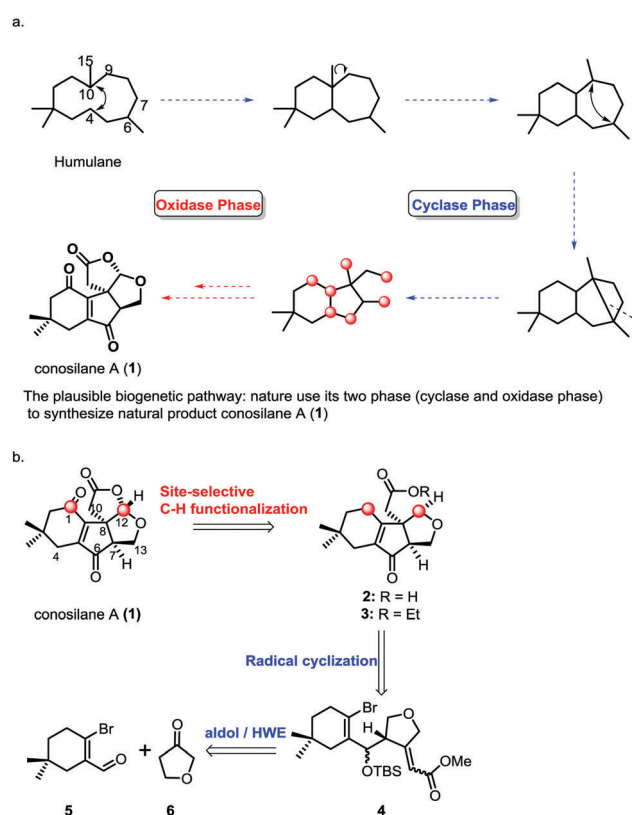 a.
15
9
10
7
4
6
Humulane
Oxidase Phase
Cyclase Phase
O
O
O
O
O
conosilane A (1)
The plausible biogenetic pathway: nature use its two phase (cyclase and oxidase phase)
to synthesize natural product conosilane A (1)
b.
O
O
O
H
Site-selective
C-H functionalization
O
OR
H
10
1
12
O
O
8
13
4
6
7
H
O
H
O
conosilane A (1)
2: R = H
3: R = Et
Radical cyclization
Br
O
Br
aldol / HWE
O
H
O
+
O
OMe
OTBS
O
5
6
4